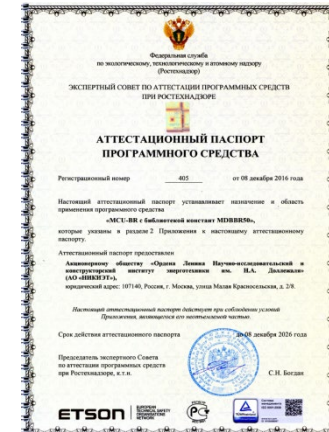 Федеральная служба
по экологическому, технологическому и атомному надзору
(Ростехнадзор)
ЭКСПЕРТНЫЙ СОВЕТ ПО АТТЕСТАЦИИ ПРОГРАММНЫХ СРЕДСТВ
ПРИ РОСТЕХНАДЗОРЕ
АТТЕСТАЦИОННЫЙ ПАСПОРТ
ПРОГРАММНОГО СРЕДСТВА
Регистрационный номер 405 от 08 декабря 2016 года
Настоящий аттестационный паспорт устанавливает назначение и область
применения программного средства
«MCU-BR с библиотекой констант MDBBR50»,
которые указаны в разделе 2 Приложения к настоящему аттестационному
паспорту.
Аттестационный паспорт предоставлен
Акционерному обществу «Ордена Ленина Научно-исследовательский и
конструкторский институт энерготехники им. Н.А. Доллежаля»
(АО «НИКИЭТ»),
юридический адрес: 107140, Россия, г. Москва, улица Малая Красносельская, д. 2/8.
Настоящий аттестационный паспорт действует при соблюдении условий
Приложения, являющегося его неотъемлемой частью.
Срок действия аттестационного паспорта до 08 декабря 2026 года
Председатель экспертного Совета
по аттестации программных средств
при Ростехнадзоре, к.т.н. С.Н. Богдан
ETSON
EUROPEAN
TECHNICAL SAFETY
ORGANISATIONS
NETWORK